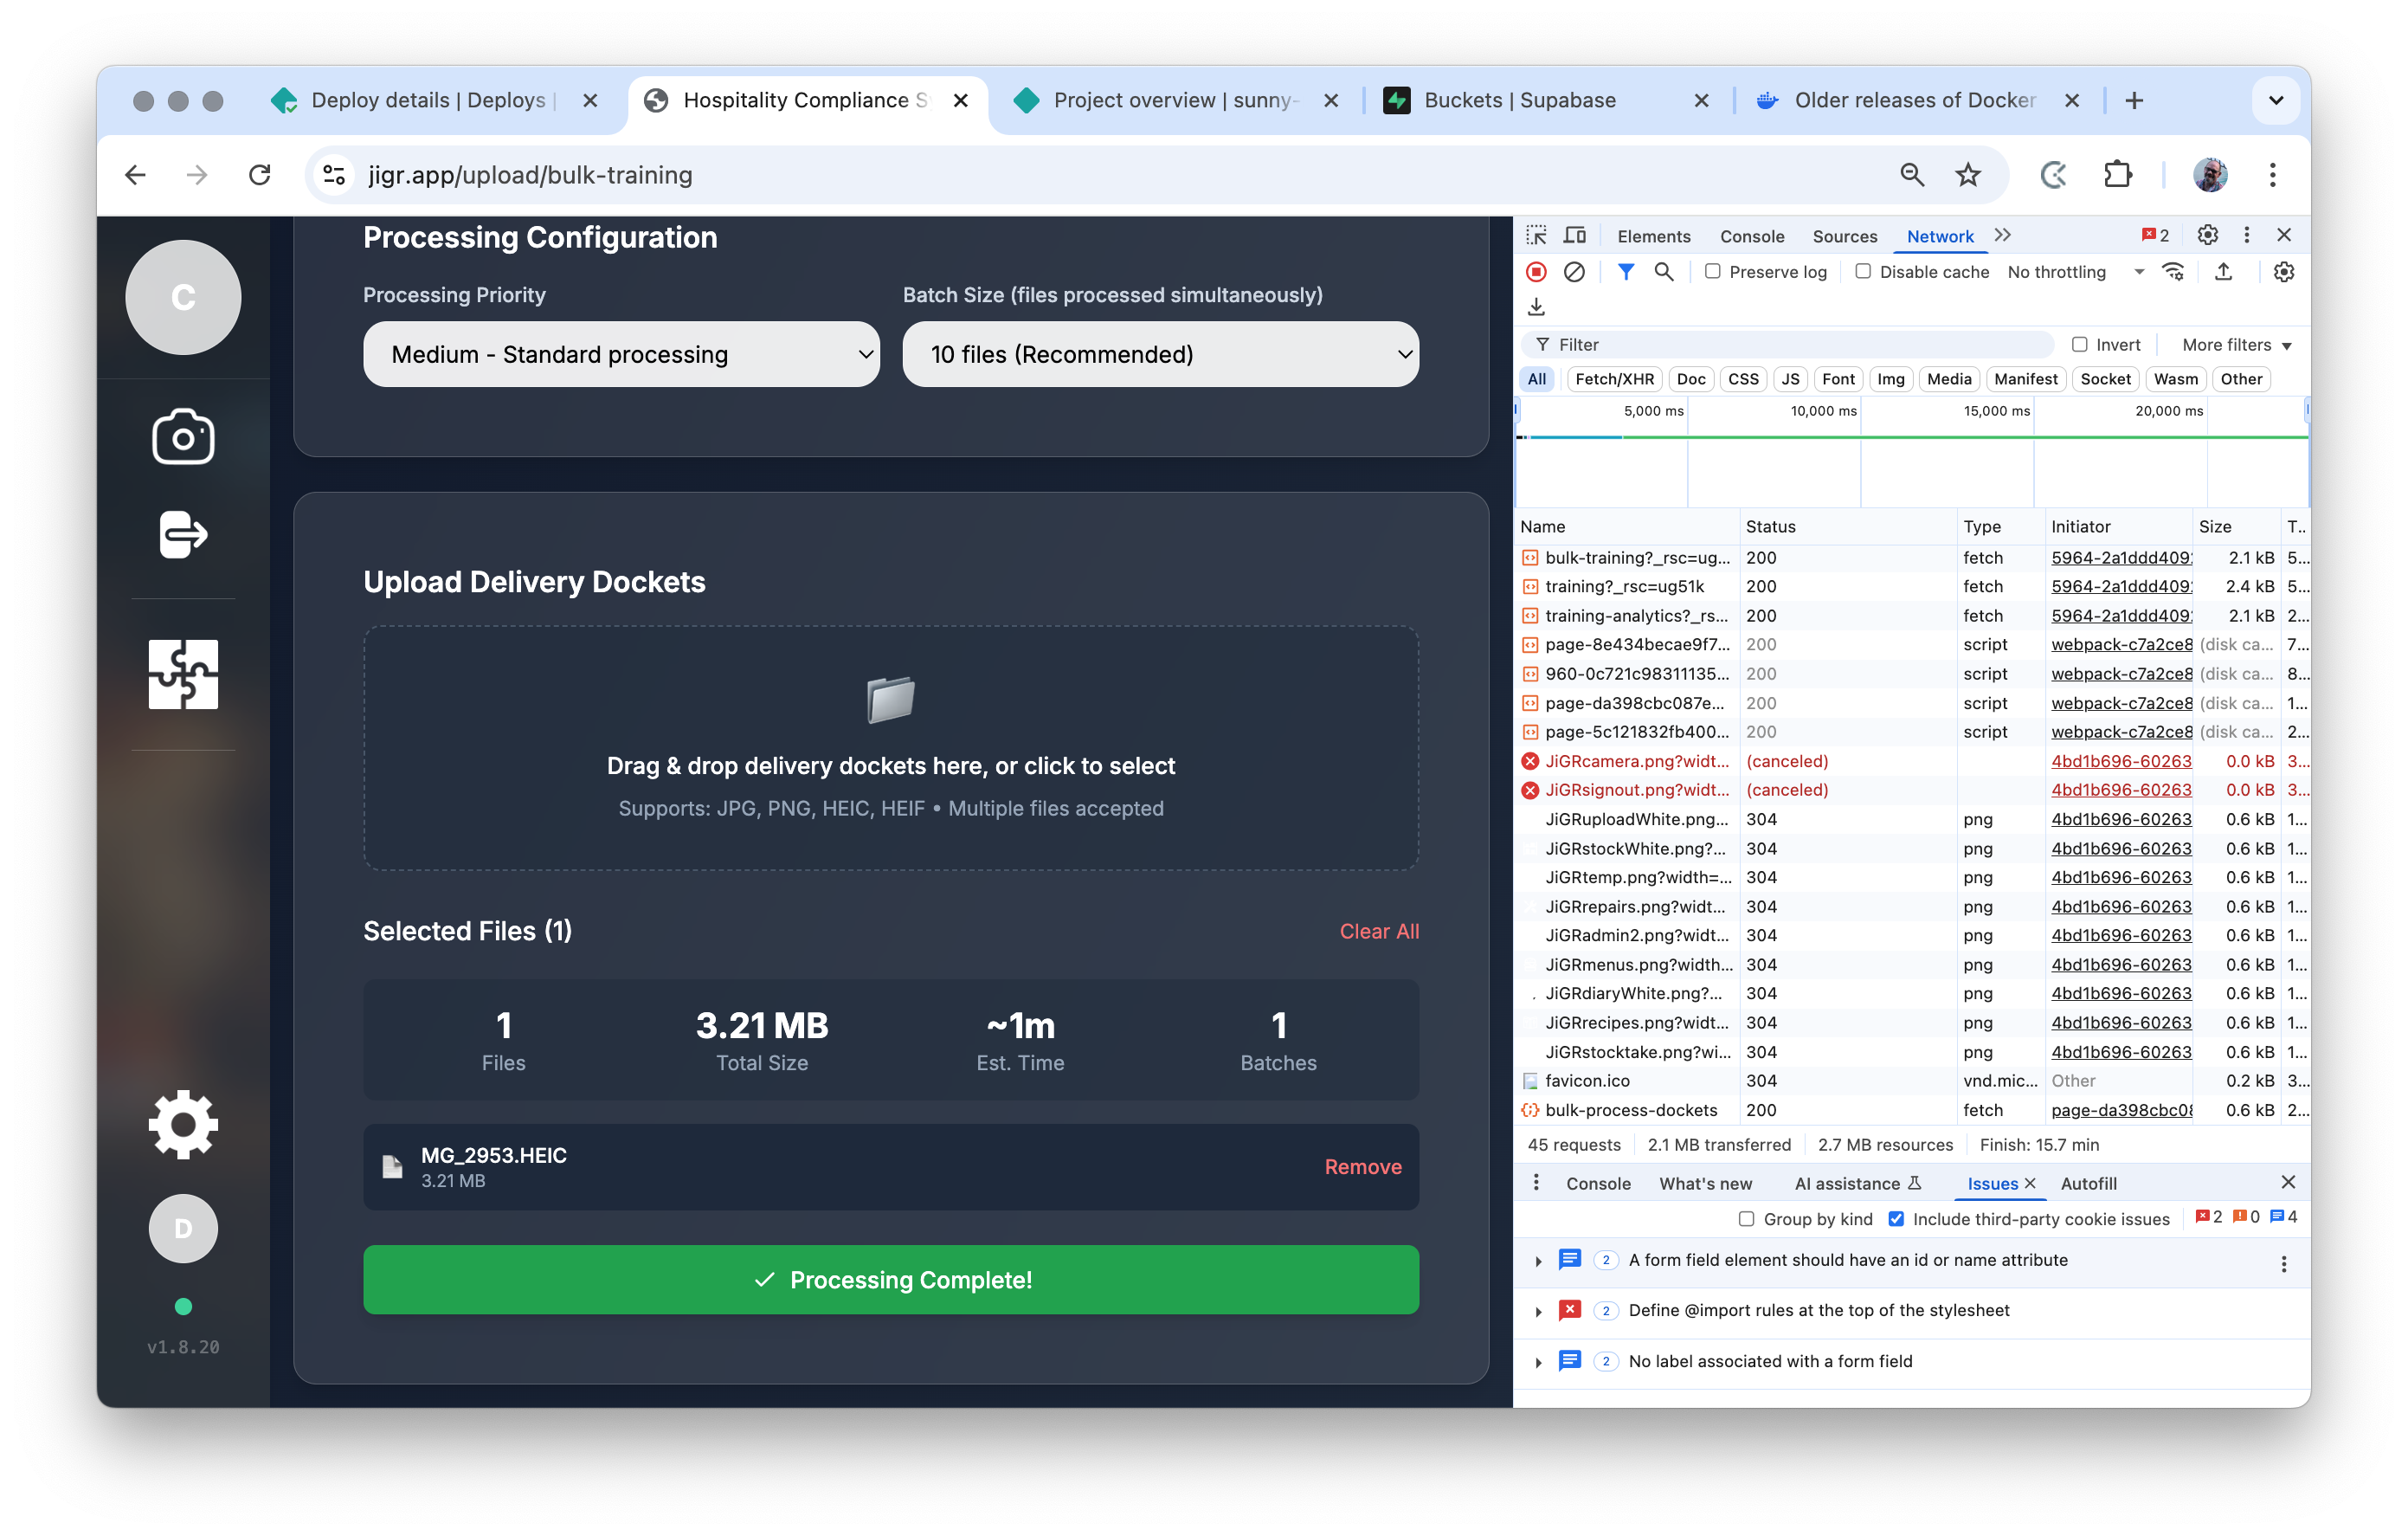 Deploy details | Deploys |
Hospitality Compliance S
Project overview | sunny-
Buckets | Supabase
Older releases of Docker
jigr.app/upload/bulk-training
C
D
v1.8.20
Processing Configuration
Processing Priority
Batch Size (files processed simultaneously)
Medium - Standard processing
10 files (Recommended)
Upload Delivery Dockets
Drag & drop delivery dockets here, or click to select
Supports: JPG, PNG, HEIC, HEIF • Multiple files accepted
Selected Files (1)
Clear All
1
Files
3.21 MB
Total Size
~1m
Est. Time
1
Batches
MG_2953.HEIC
3.21 MB
Remove
Processing Complete!
Elements Console Sources Network 2
Preserve log Disable cache No throttling
Filter Invert More filters
All Fetch/XHR Doc CSS JS Font Img Media Manifest Socket Wasm Other
5,000 ms 10,000 ms 15,000 ms 20,000 ms
Name Status Type Initiator Size T..
bulk-training?_rsc=ug... 200 fetch 5964-2a1ddd409 2.1 kB 5...
training?_rsc=ug51k 200 fetch 5964-2a1ddd409 2.4 kB 5...
training-analytics?_rs... 200 fetch 5964-2a1ddd409 2.1 kB 2...
page-8e434becae9f7... 200 script webpack-c7a2ce8 (disk ca... 7...
960-0c721c98311135... 200 script webpack-c7a2ce8 (disk ca... 8...
page-da398cbc087e... 200 script webpack-c7a2ce8 (disk ca... 1...
page-5c121832fb400... 200 script webpack-c7a2ce8 (disk ca... 2...
JiGRcamera.png?widt... (canceled) 4bd1b696-60263 0.0 kB 3...
JiGRsignout.png?widt... (canceled) 4bd1b696-60263 0.0 kB 3...
JiGRuploadWhite.png... 304 png 4bd1b696-60263 0.6 kB 1...
JiGRstockWhite.png?... 304 png 4bd1b696-60263 0.6 kB 1...
JiGRtemp.png?width=... 304 png 4bd1b696-60263 0.6 kB 1...
JiGRrepairs.png?widt... 304 png 4bd1b696-60263 0.6 kB 1...
JiGRadmin2.png?widt... 304 png 4bd1b696-60263 0.6 kB 1...
JiGRmenus.png?width... 304 png 4bd1b696-60263 0.6 kB 1...
JiGRdiaryWhite.png?... 304 png 4bd1b696-60263 0.6 kB 1...
JiGRrecipes.png?widt... 304 png 4bd1b696-60263 0.6 kB 1...
JiGRstocktake.png?wi... 304 png 4bd1b696-60263 0.6 kB 1...
favicon.ico 304 vnd.mic... Other 0.2 kB 3...
bulk-process-dockets 200 fetch page-da398cbc0 0.6 kB 2...
45 requests 2.1 MB transferred 2.7 MB resources Finish: 15.7 min
Console What's new AI assistance Issues Autofill
Group by kind Include third-party cookie issues 2 0 4
2 A form field element should have an id or name attribute
2 Define @import rules at the top of the stylesheet
2 No label associated with a form field